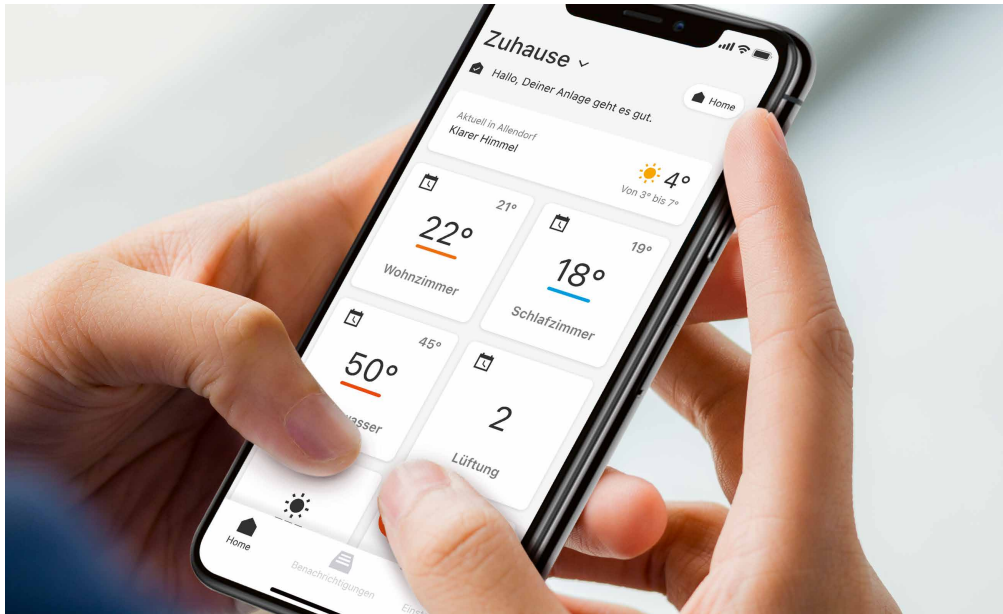 Zuhause
Hallo, Deiner Anlage geht es gut.
Home
Aktuell in Allendorf
Klarer Himmel
4°
Von 3° bis 7°
21°
22°
Wohnzimmer
19°
18°
Schlafzimmer
45°
50°
2
Lüftung
Home
Benachrichtigungen